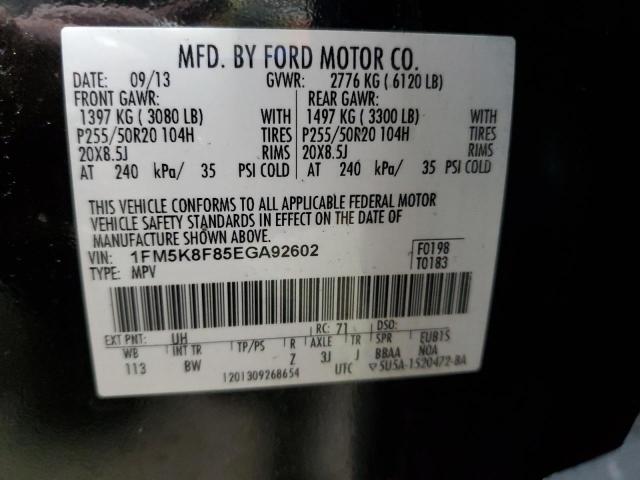 MFD. BY FORD MOTOR CO.
DATE: 09/13 GVWR: 2776 KG ( 6120 LB)
FRONT GAWR: REAR GAWR:
1397 KG ( 3080 LB) WITH 1497 KG ( 3300 LB) WITH
P255/50R20 104H TIRES P255/50R20 104H TIRES
20X8.5J RIMS 20X8.5J RIMS
AT 240 kPa/ 35 PSI COLD AT 240 kPa/ 35 PSI COLD
THIS VEHICLE CONFORMS TO ALL APPLICABLE FEDERAL MOTOR
VEHICLE SAFETY STANDARDS IN EFFECT ON THE DATE OF
MANUFACTURE SHOWN ABOVE.
VIN: 1FM5K8F85EGA92602 F0198
TYPE: MPV T0183
EXT PNT: UH RC: 71 DSO:
WB INT TR TP/PS R AXLE TR SPR EUB1S
113 BW Z 3J J BBAA NOA
1201309268654 UTC ▽5U5A-1520472-BA